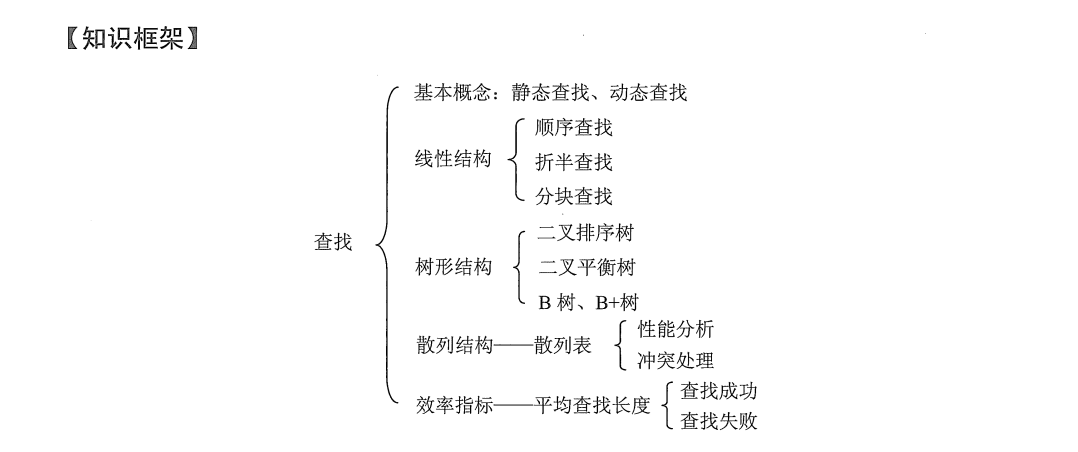 【知识框架】
基本概念：静态查找、动态查找
顺序查找
线性结构
折半查找
分块查找
查找
二叉排序树
树形结构
二叉平衡树
B 树、B+树
散列结构——散列表
性能分析
冲突处理
效率指标——平均查找长度
查找成功
查找失败